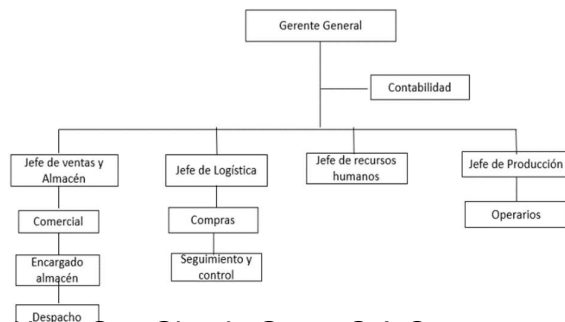 Gerente General
Contabilidad
Jefe de ventas y
Almacén
Jefe de Logística
Jefe de recursos
humanos
Jefe de Producción
Comercial
Compras
Operarios
Encargado
almacén
Seguimiento y
control
Despacho